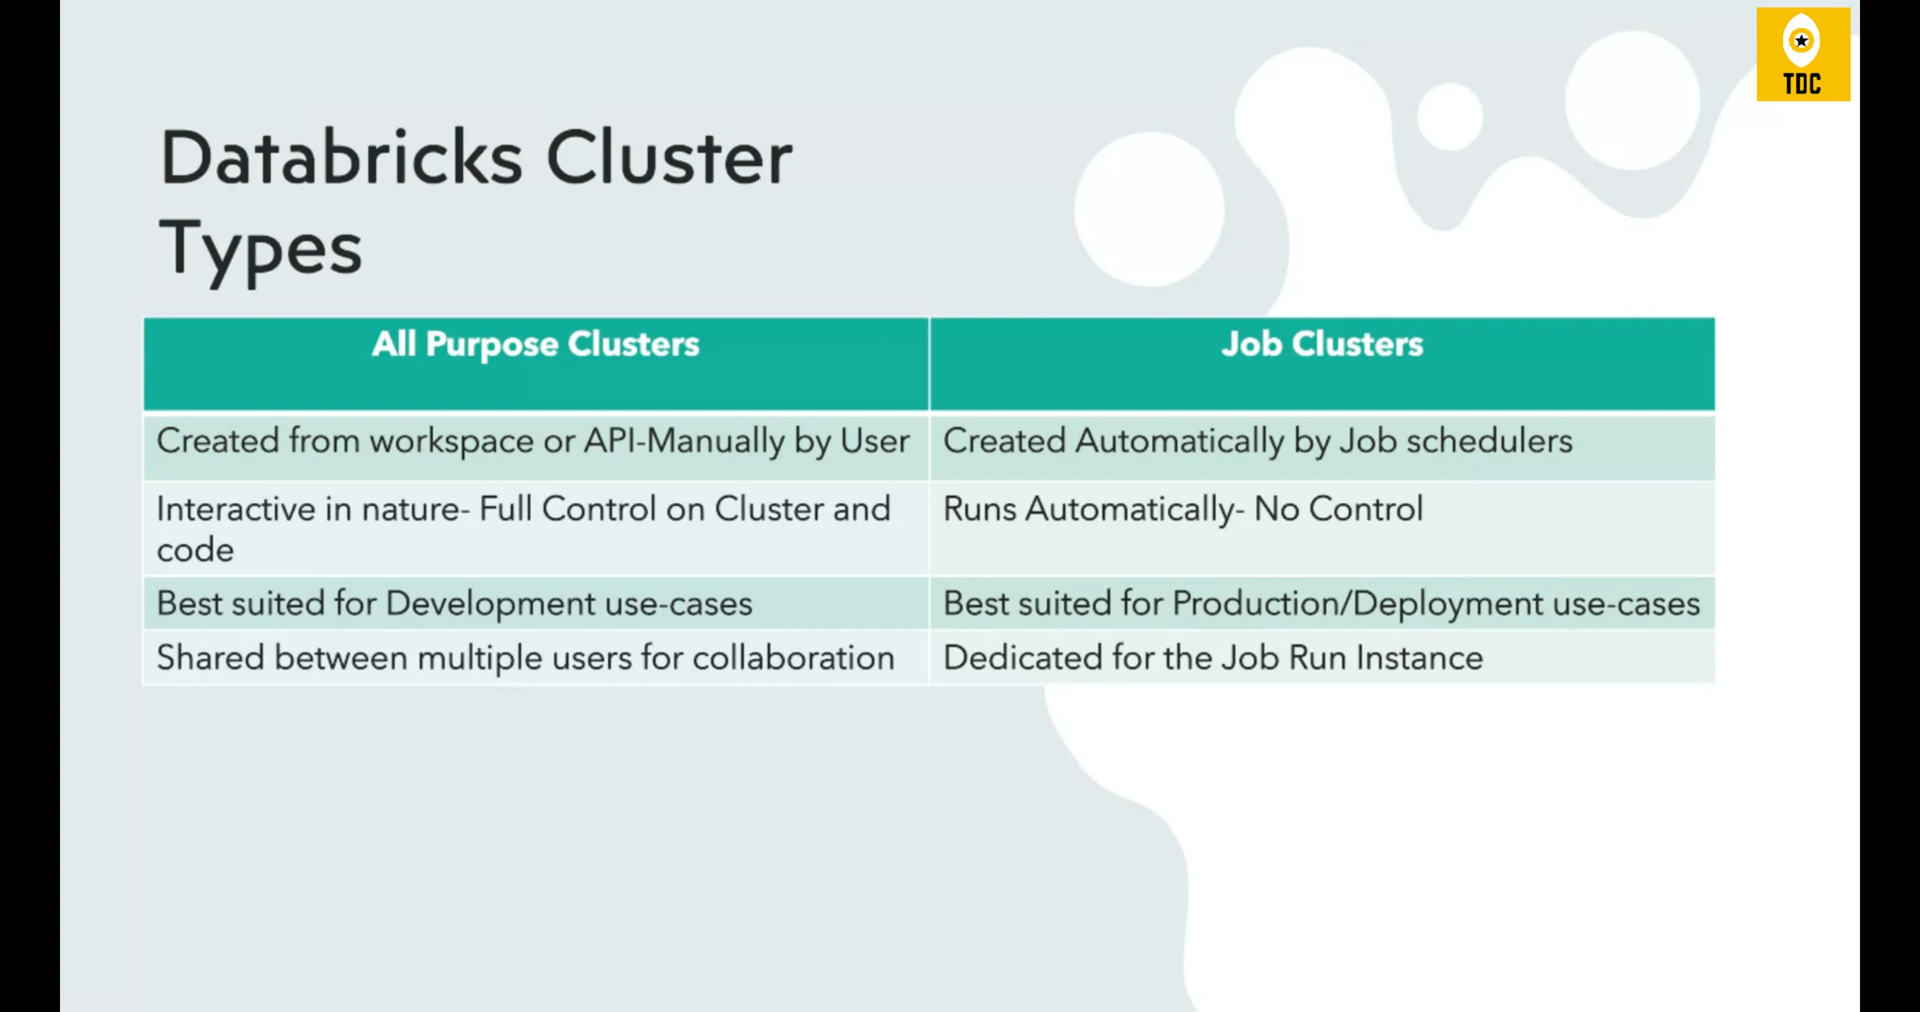 TDC
Databricks Cluster
Types
All Purpose Clusters
Job Clusters
Created from workspace or API-Manually by User
Created Automatically by Job schedulers
Interactive in nature- Full Control on Cluster and
code
Runs Automatically- No Control
Best suited for Development use-cases
Best suited for Production/Deployment use-cases
Shared between multiple users for collaboration
Dedicated for the Job Run Instance